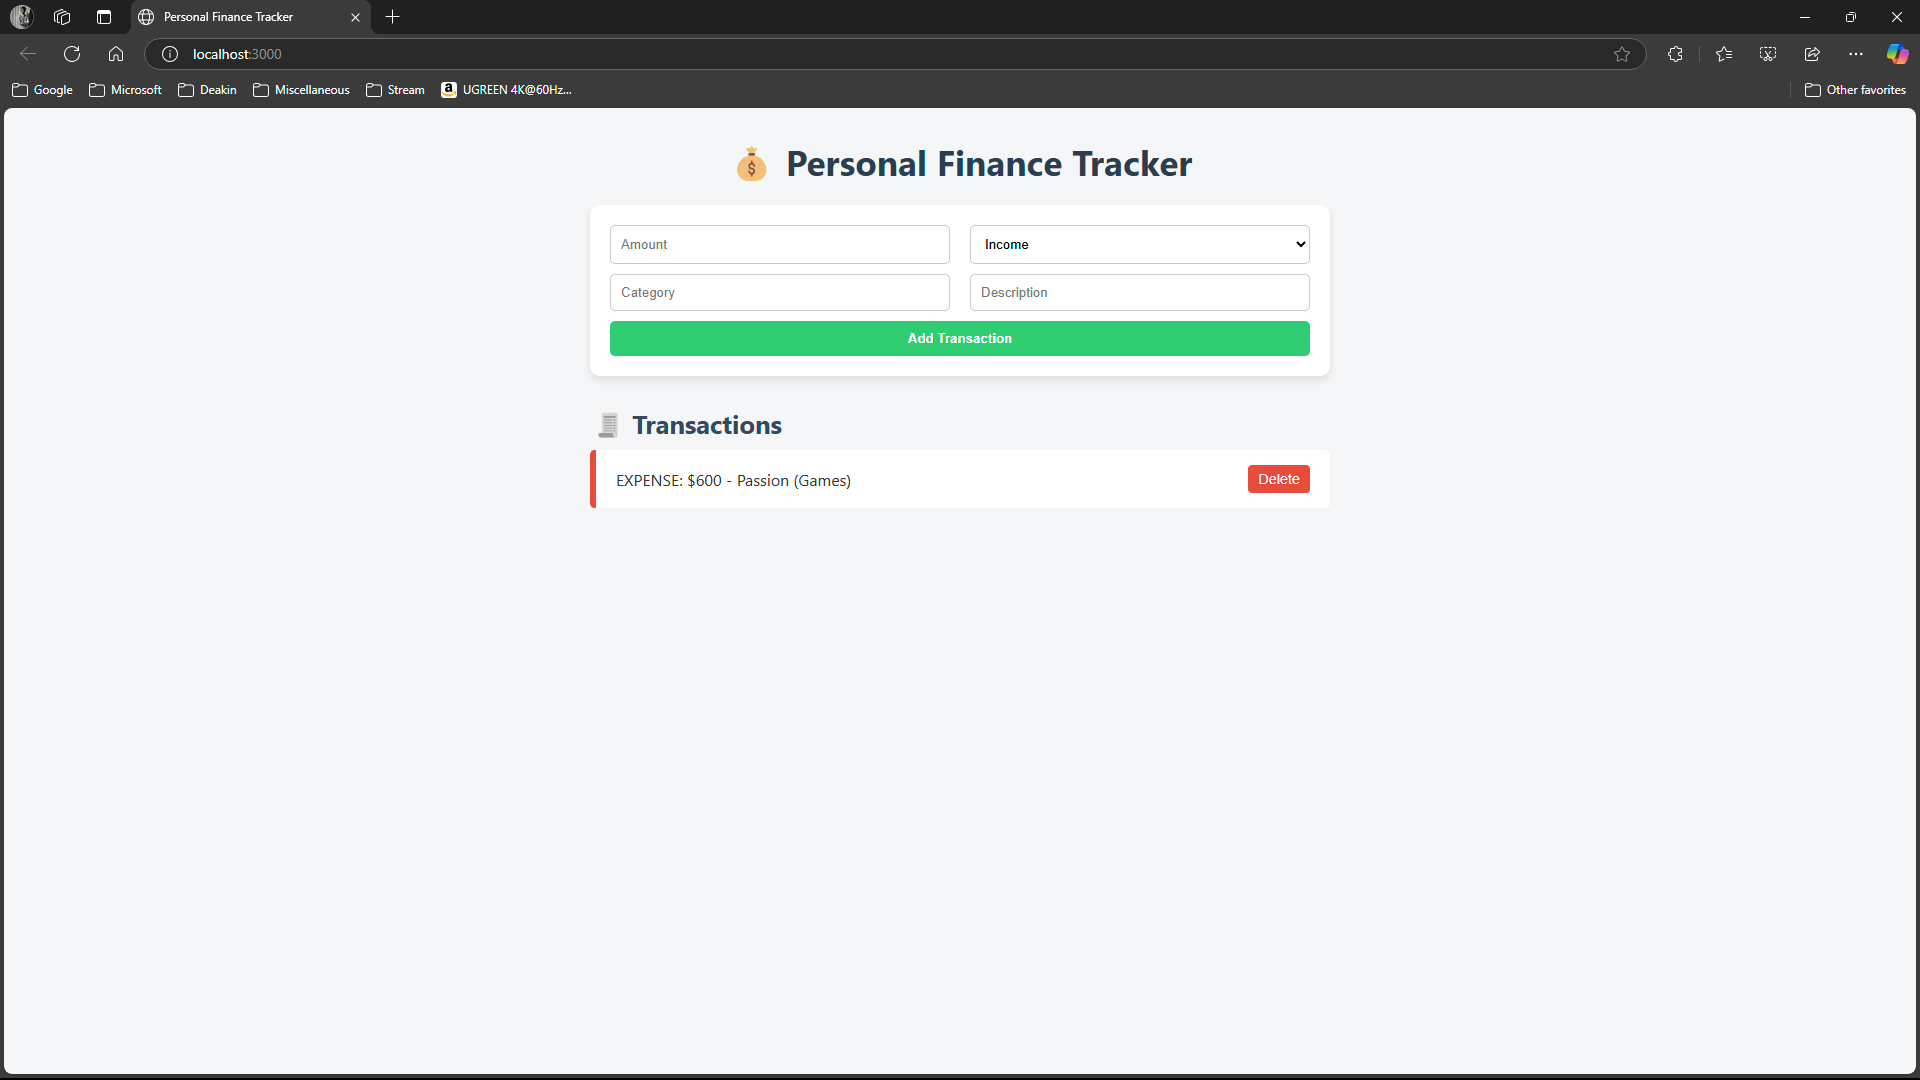 Personal Finance Tracker
localhost:3000
Google Microsoft Deakin Miscellaneous Stream UGREEN 4K@60Hz... Other favorites
Personal Finance Tracker
Amount Income
Category Description
Add Transaction
Transactions
EXPENSE: $600 - Passion (Games) Delete